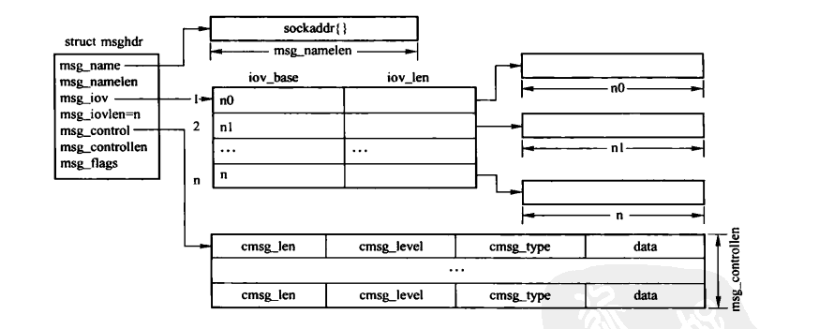 sockaddr{}
struct msghdr
msg_namelen
msg_name
msg_namelen
msg_iov
msg_iovlen=n
msg_control
msg_controllen
msg_flags
iov_base iov_len
1 n0
2 n1
... ...
n n
n0
n1
n
cmsg_len cmsg_level cmsg_type data
...
cmsg_len cmsg_level cmsg_type data
msg_controllen